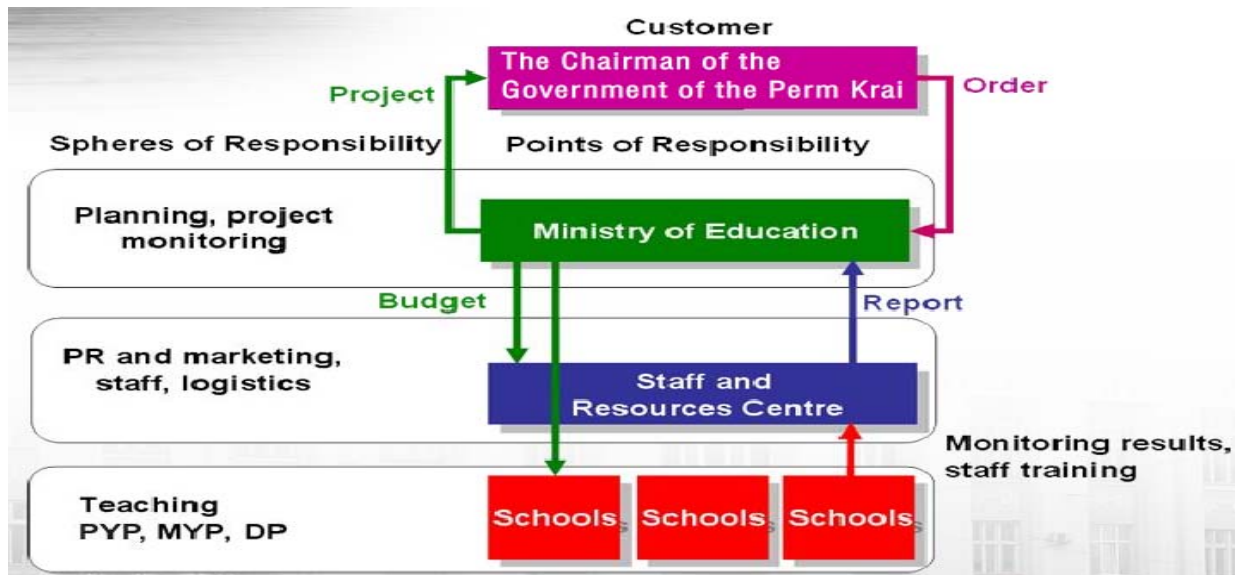 Customer
The Chairman of the
Government of the Perm Krai
Project
Order
Spheres of Responsibility
Points of Responsibility
Planning, project
monitoring
Ministry of Education
Budget
Report
PR and marketing,
staff, logistics
Staff and
Resources Centre
Monitoring results,
staff training
Teaching
PYP, MYP, DP
Schools
Schools
Schools